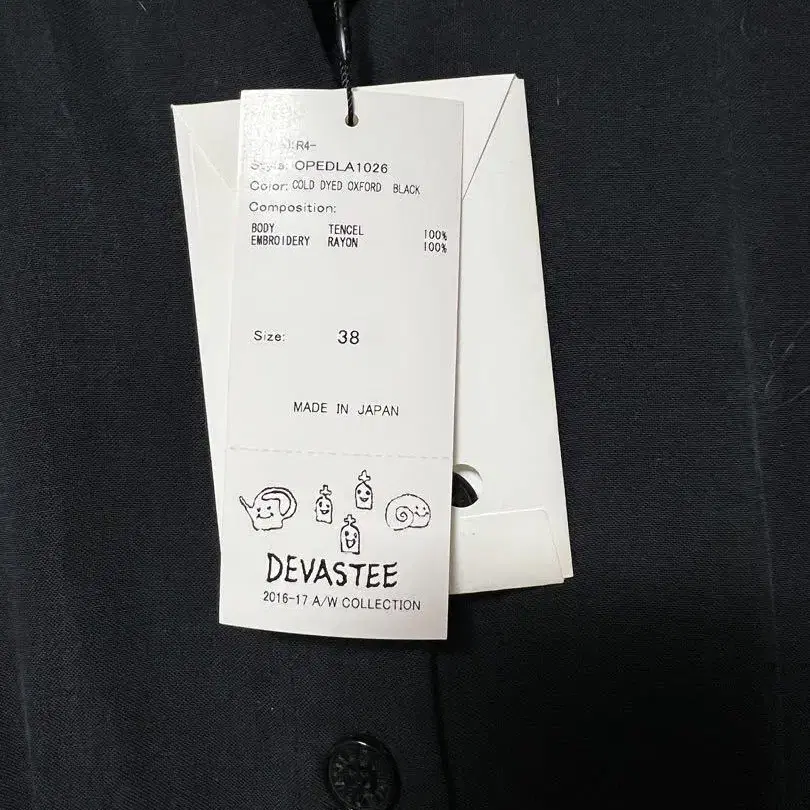 R4-
Style: OPEDLA1026
Color: COLD DYED OXFORD BLACK
Composition:
BODY TENCEL 100%
EMBROIDERY RAYON 100%
Size: 38
MADE IN JAPAN
DEVASTEE
2016-17 A/W COLLECTION